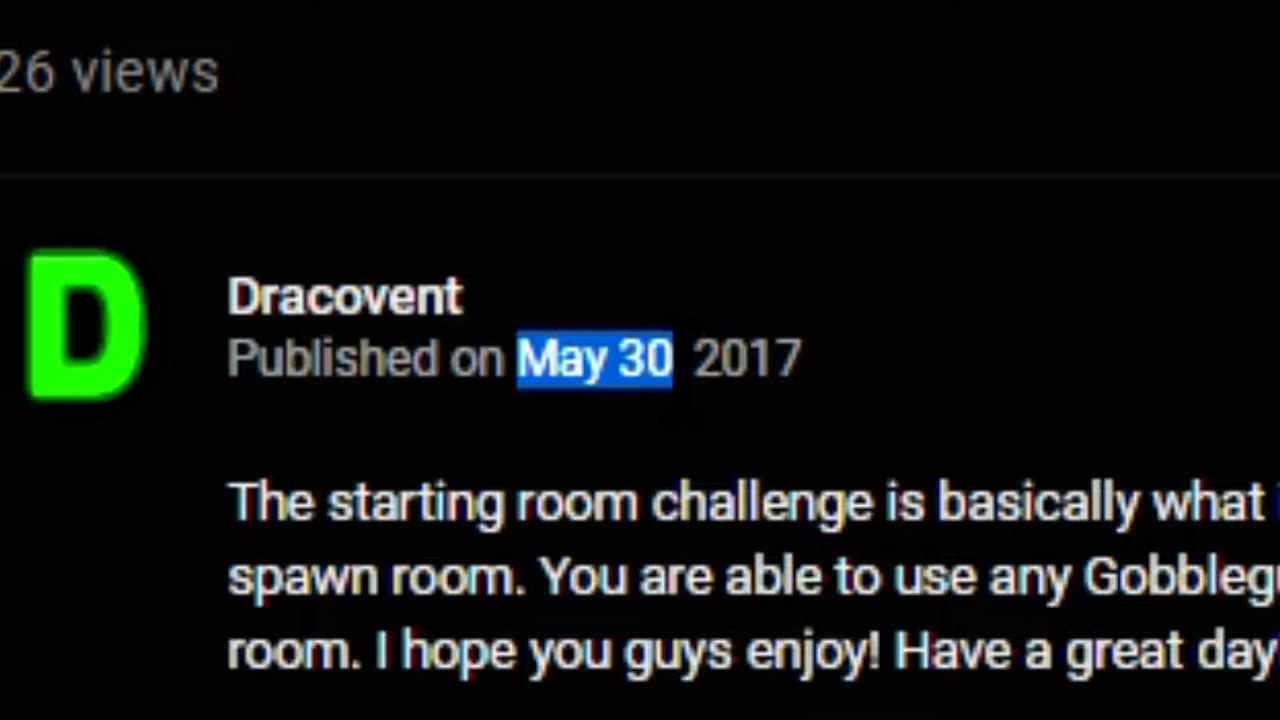 26 views
D
Dracovent
Published on May 30 2017
The starting room challenge is basically what
spawn room. You are able to use any
room. I hope you guys enjoy! Have a great day